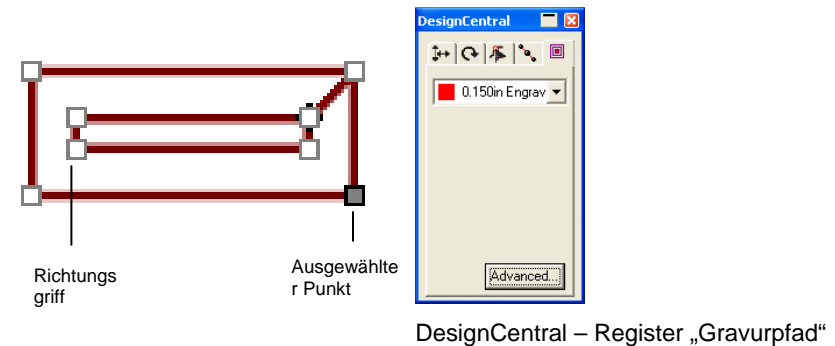 DesignCentral
0.150in Engrav
Advanced...
Richtungs
griff
Ausgewählte
r Punkt
DesignCentral – Register „Gravurpfad“